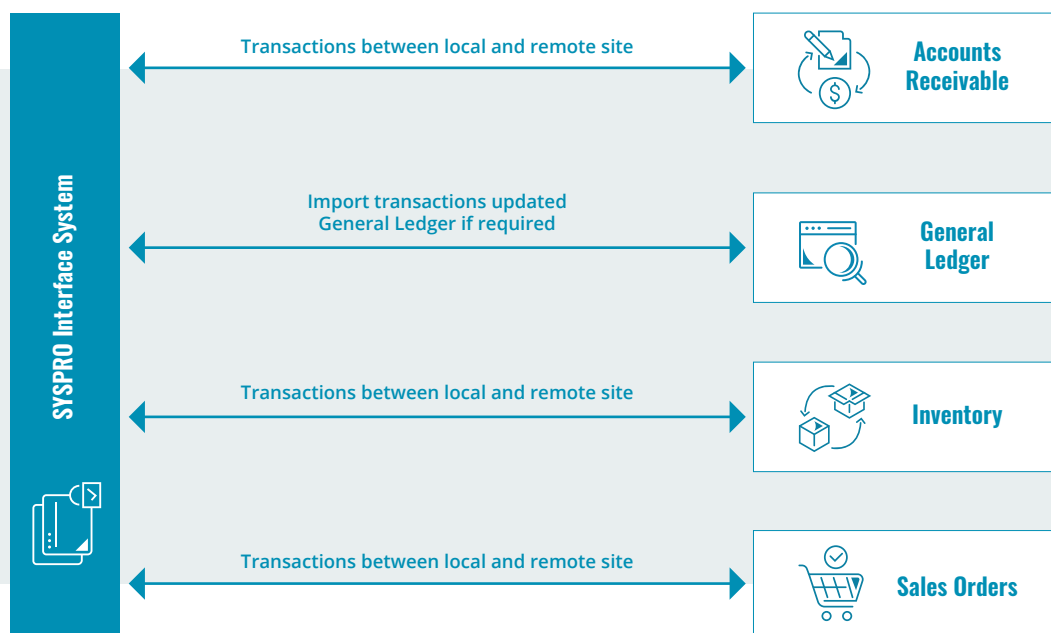 SYSPRO Interface System
Transactions between local and remote site
Accounts
Receivable
$
Import transactions updated
General Ledger if required
General
Ledger
Transactions between local and remote site
Inventory
Transactions between local and remote site
Sales Orders